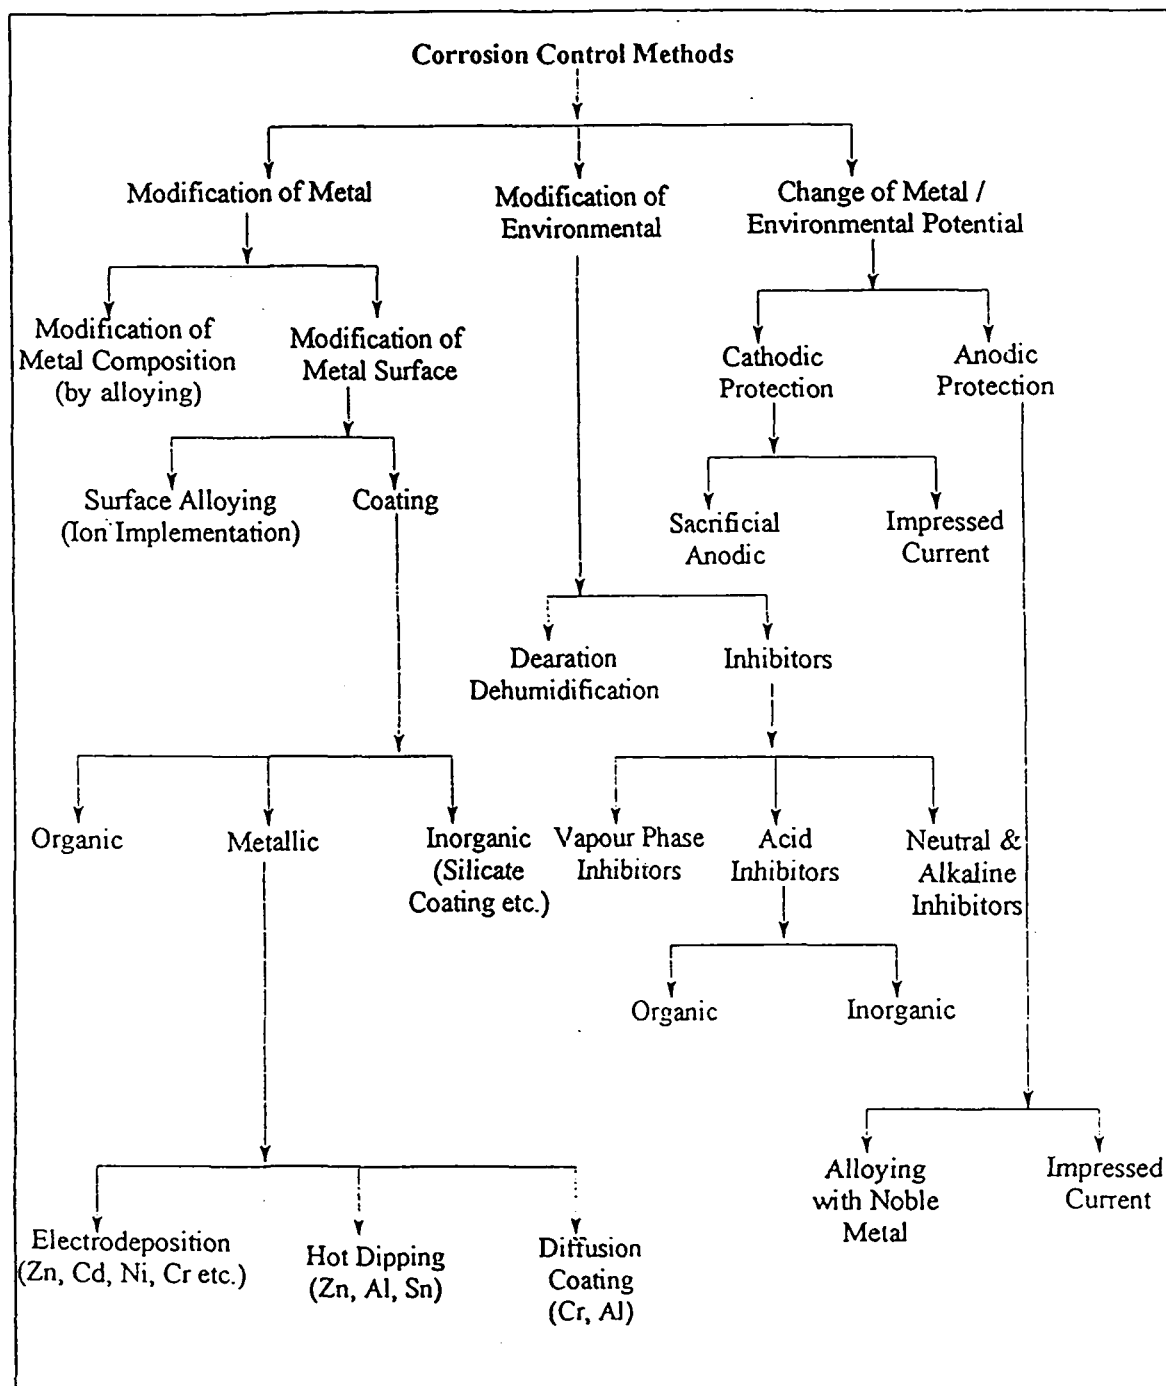 Corrosion Control Methods
Modification of Metal
Modification of
Environmental
Change of Metal /
Environmental Potential
Modification of
Metal Composition
(by alloying)
Modification of
Metal Surface
Cathodic
Protection
Anodic
Protection
Surface Alloying
(Ion Implementation)
Coating
Sacrificial
Anodic
Impressed
Current
Dearation
Dehumidification
Inhibitors
Organic
Metallic
Inorganic
(Silicate
Coating etc.)
Vapour Phase
Inhibitors
Acid
Inhibitors
Neutral &
Alkaline
Inhibitors
Organic
Inorganic
Alloying
with Noble
Metal
Impressed
Current
Electrodeposition
(Zn, Cd, Ni, Cr etc.)
Hot Dipping
(Zn, Al, Sn)
Diffusion
Coating
(Cr, Al)